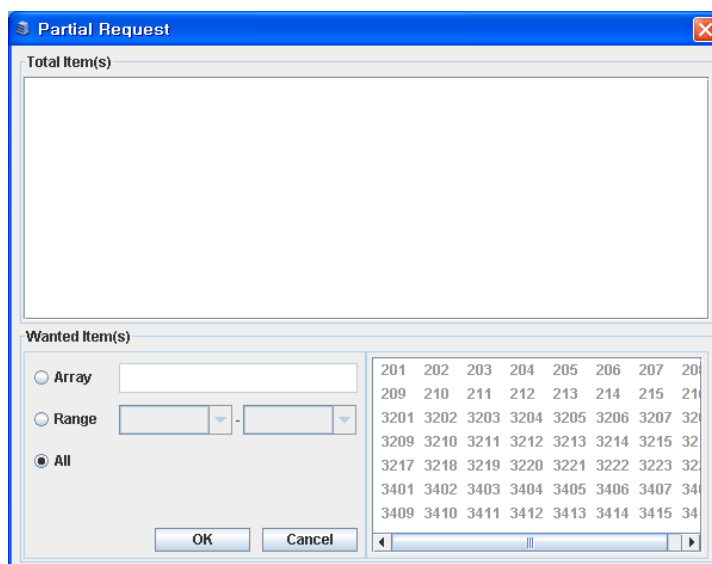 Partial Request
Total Item(s)
Wanted Item(s)
Array
Range -
All
OK Cancel
201 202 203 204 205 206 207
209 210 211 212 213 214 215
3201 3202 3203 3204 3205 3206 3207
3209 3210 3211 3212 3213 3214 3215
3217 3218 3219 3220 3221 3222 3223
3401 3402 3403 3404 3405 3406 3407
3409 3410 3411 3412 3413 3414 3415